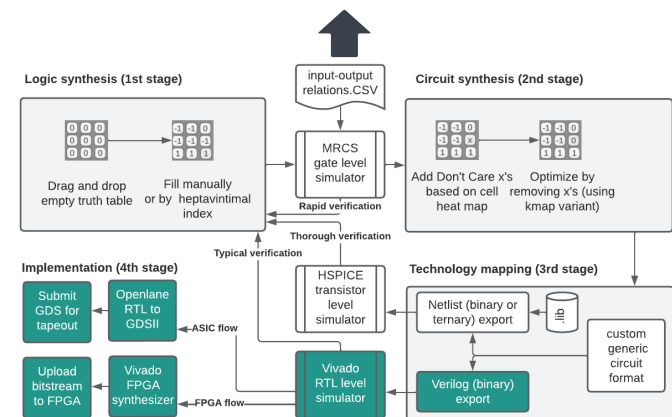 input-output
relations.CSV
Logic synthesis (1st stage)
0 0 0
0 0 0
0 0 0
-1 -1 0
-1 -1 -1
1 1 1
Drag and drop
empty truth table
Fill manually
or by heptavintimal
index
MRCS
gate level
simulator
Circuit synthesis (2nd stage)
-1 -1 0
-1 -1 x
1 1 1
-1 -1 0
-1 -1 -1
1 1 1
Add Don't Care x's
based on cell
heat map
Optimize by
removing x's (using
kmap variant)
Rapid verification
Thorough verification
Typical verification
HSPICE
transistor
level
simulator
Technology mapping (3rd stage)
Netlist (binary or
ternary) export
.lib
custom
generic
circuit
format
Verilog (binary)
export
Vivado
RTL level
simulator
Implementation (4th stage)
Submit
GDS for
tapeout
Openlane
RTL to
GDSII
ASIC flow
Upload
bitstream
to FPGA
Vivado
FPGA
synthesizer
FPGA flow